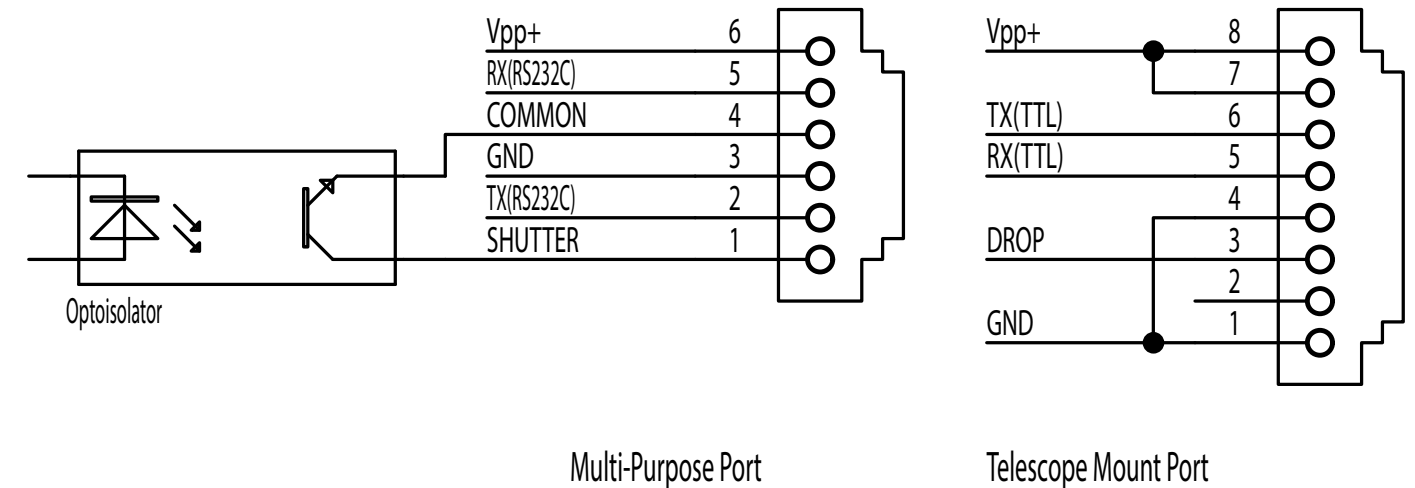 Vpp+ 6
RX(RS232C) 5
COMMON 4
GND 3
TX(RS232C) 2
SHUTTER 1
Optoisolator
Multi-Purpose Port
Vpp+ 8
7
TX(TTL) 6
RX(TTL) 5
4
DROP 3
2
GND 1
Telescope Mount Port